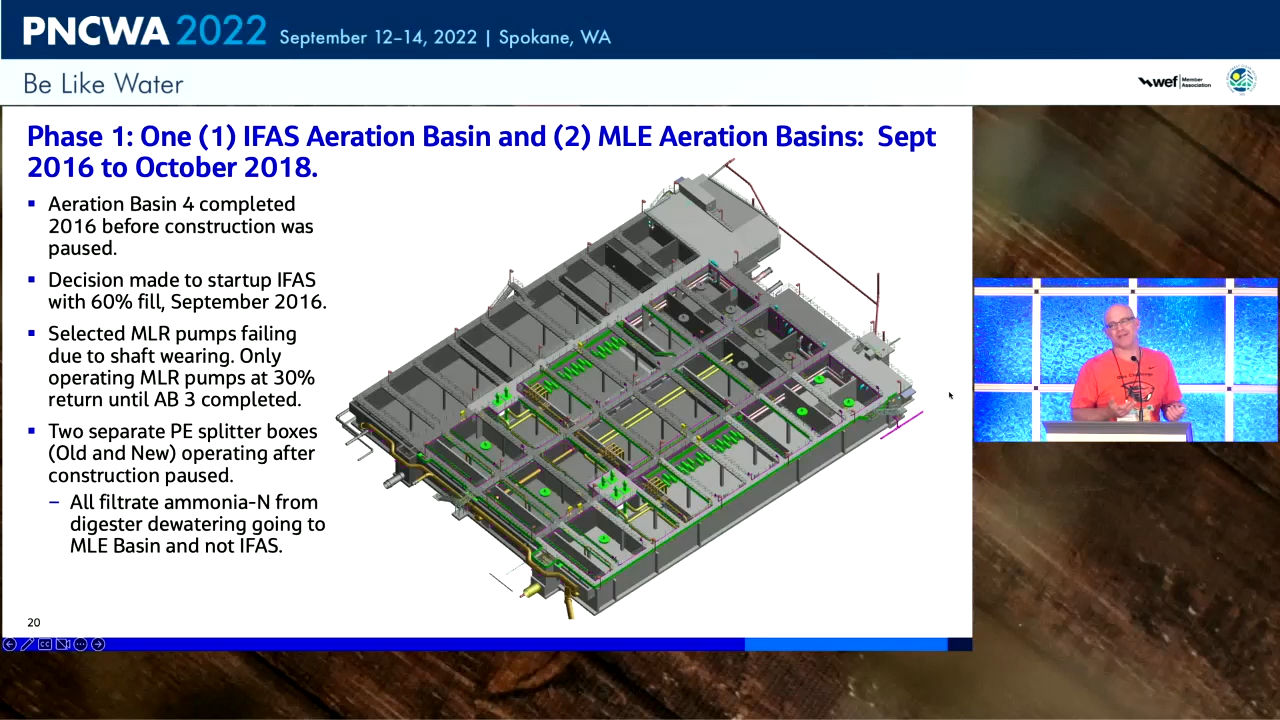 PNCWA 2022 September 12–14, 2022 | Spokane, WA
Be Like Water
wef Member
Association
Phase 1: One (1) IFAS Aeration Basin and (2) MLE Aeration Basins: Sept
2016 to October 2018.
▪ Aeration Basin 4 completed
2016 before construction was
paused.
▪ Decision made to startup IFAS
with 60% fill, September 2016.
▪ Selected MLR pumps failing
due to shaft wearing. Only
operating MLR pumps at 30%
return until AB 3 completed.
▪ Two separate PE splitter boxes
(Old and New) operating after
construction paused.
– All filtrate ammonia-N from
digester dewatering going to
MLE Basin and not IFAS.
20